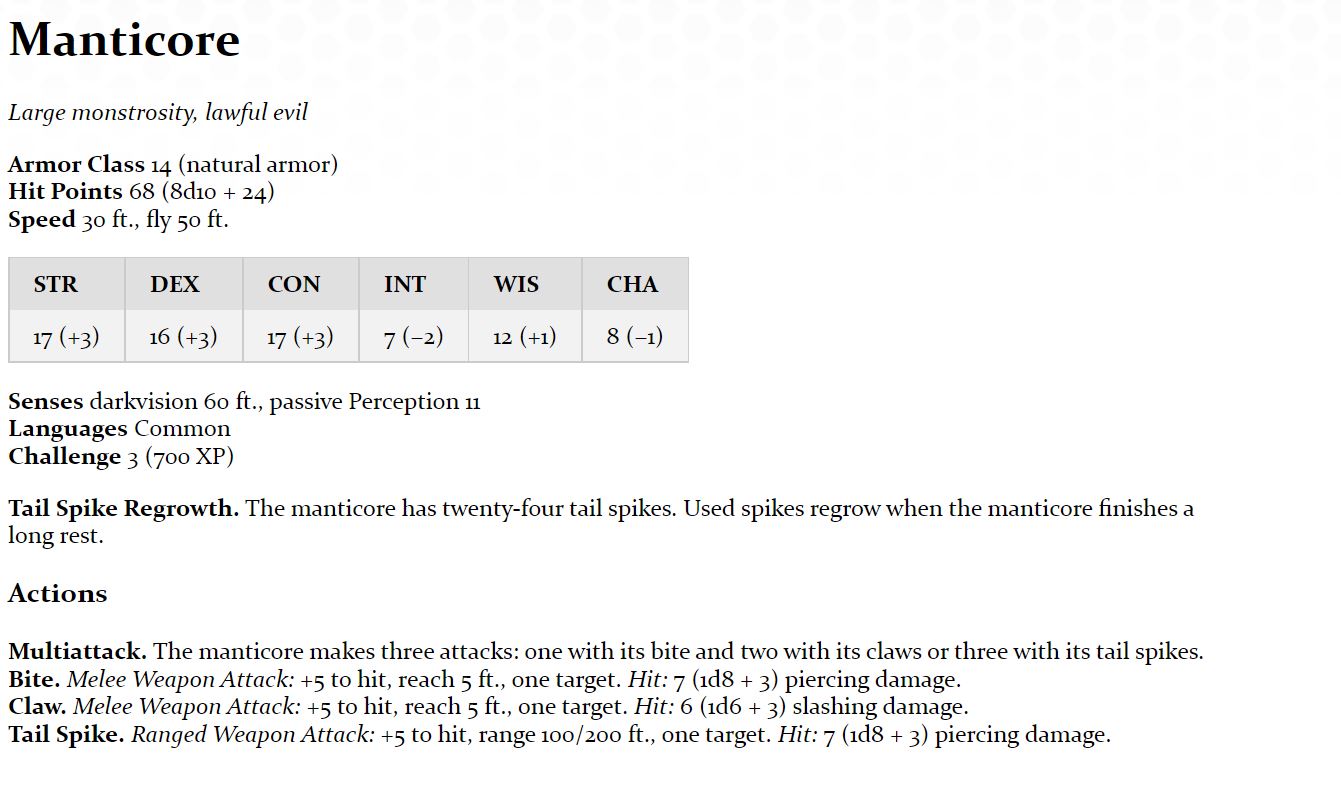 Manticore
Large monstrosity, lawful evil
Armor Class 14 (natural armor)
Hit Points 68 (8d10 + 24)
Speed 30 ft., fly 50 ft.
STR DEX CON INT WIS CHA
17 (+3) 16 (+3) 17 (+3) 7 (−2) 12 (+1) 8 (−1)
Senses darkvision 60 ft., passive Perception 11
Languages Common
Challenge 3 (700 XP)
Tail Spike Regrowth. The manticore has twenty-four tail spikes. Used spikes regrow when the manticore finishes a
long rest.
Actions
Multiattack. The manticore makes three attacks: one with its bite and two with its claws or three with its tail spikes.
Bite. Melee Weapon Attack: +5 to hit, reach 5 ft., one target. Hit: 7 (1d8 + 3) piercing damage.
Claw. Melee Weapon Attack: +5 to hit, reach 5 ft., one target. Hit: 6 (1d6 + 3) slashing damage.
Tail Spike. Ranged Weapon Attack: +5 to hit, range 100/200 ft., one target. Hit: 7 (1d8 + 3) piercing damage.